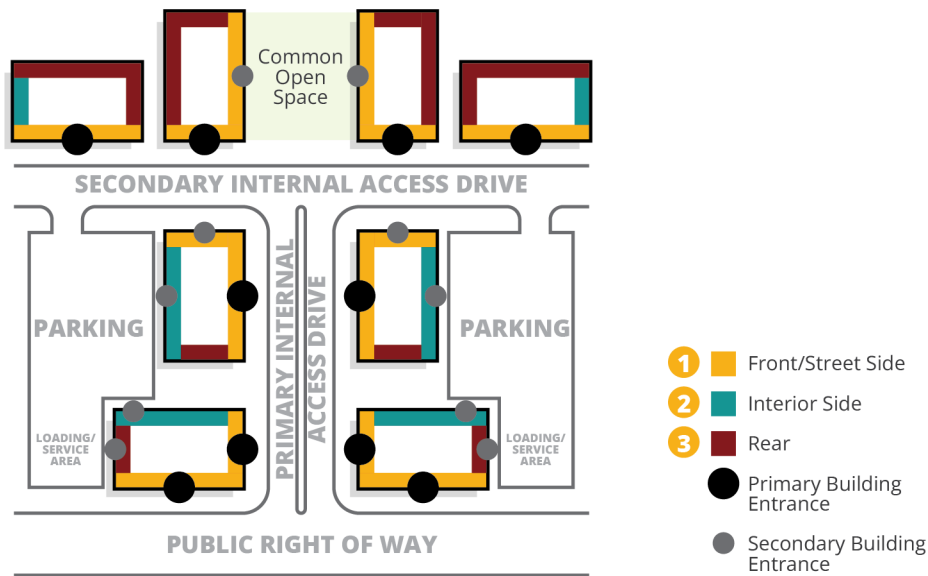 Common
Open
Space
SECONDARY INTERNAL ACCESS DRIVE
PRIMARY INTERNAL
ACCESS DRIVE
PARKING
PARKING
LOADING/
SERVICE
AREA
LOADING/
SERVICE
AREA
PUBLIC RIGHT OF WAY
1 Front/Street Side
2 Interior Side
3 Rear
Primary Building
Entrance
Secondary Building
Entrance